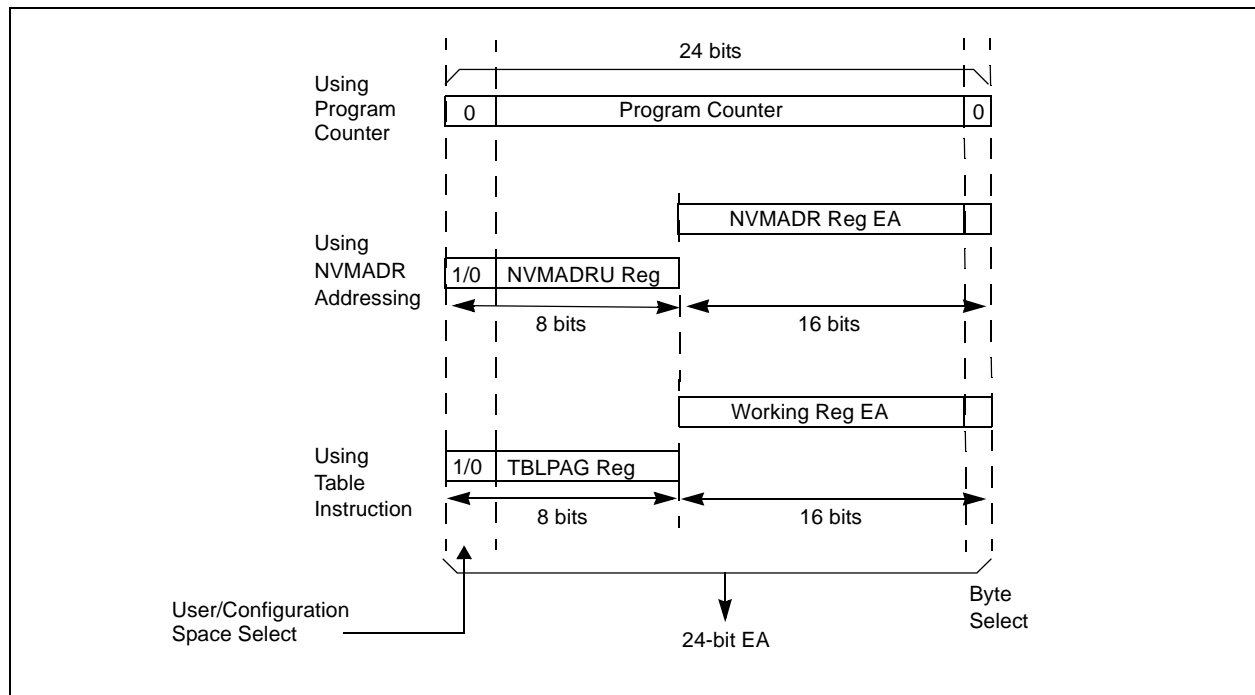 24 bits
Using
Program
Counter
0
Program Counter
0
NVMADR Reg EA
Using
NVMADR
Addressing
1/0
NVMADRU Reg
8 bits
16 bits
Working Reg EA
Using
Table
Instruction
1/0
TBLPAG Reg
8 bits
16 bits
User/Configuration
Space Select
24-bit EA
Byte
Select